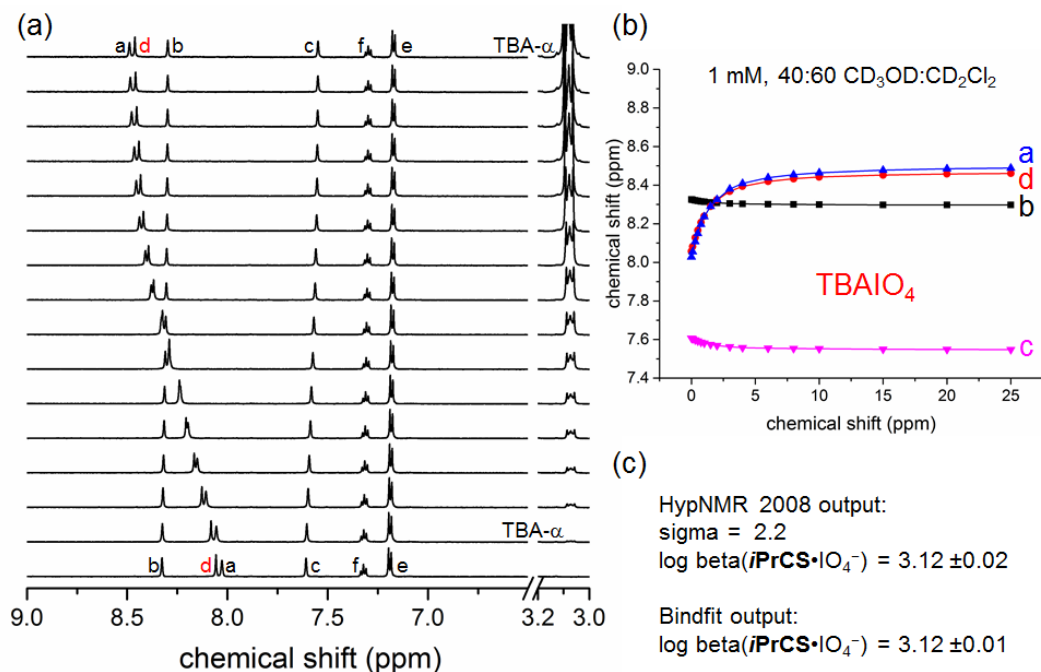 (a)
a d b c f e TBA-α
TBA-α
b d a c f e
9.0 8.5 8.0 7.5 7.0 3.2 3.0
chemical shift (ppm)
(b)
1 mM, 40:60 CD₃OD:CD₂Cl₂
9.0
8.8
8.6
8.4
8.2
8.0
7.8
7.6
7.4
chemical shift (ppm)
a
d
b
TBAIO₄
c
0 5 10 15 20 25
chemical shift (ppm)
(c)
HypNMR 2008 output:
sigma = 2.2
log beta(iPrCS•IO₄⁻) = 3.12 ±0.02
Bindfit output:
log beta(iPrCS•IO₄⁻) = 3.12 ±0.01